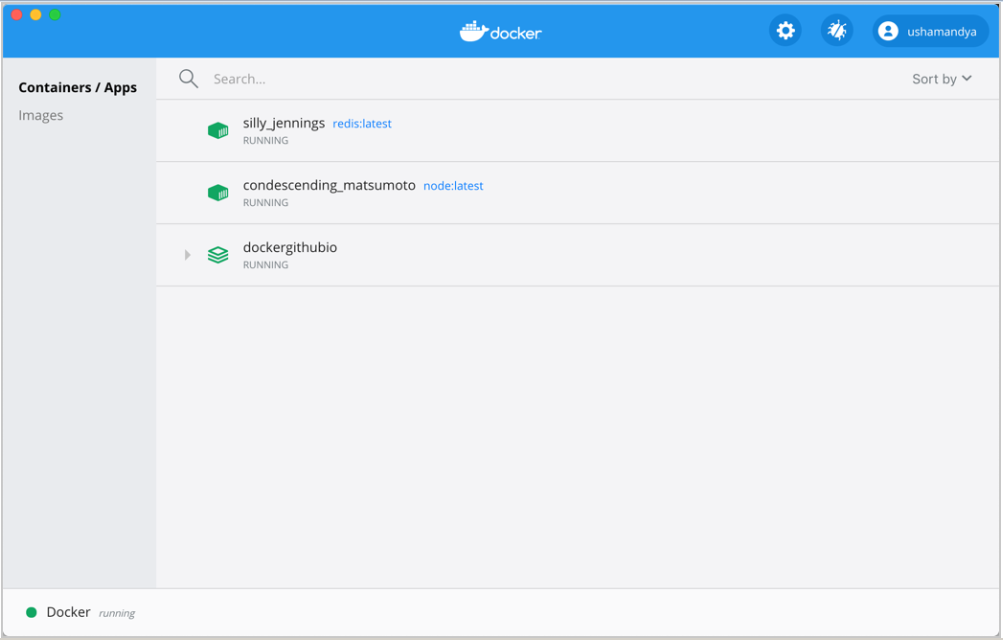 docker
ushamandya
Containers / Apps
Images
Search...
Sort by
silly_jennings redis:latest
RUNNING
condescending_matsumoto node:latest
RUNNING
dockergithubio
RUNNING
Docker running